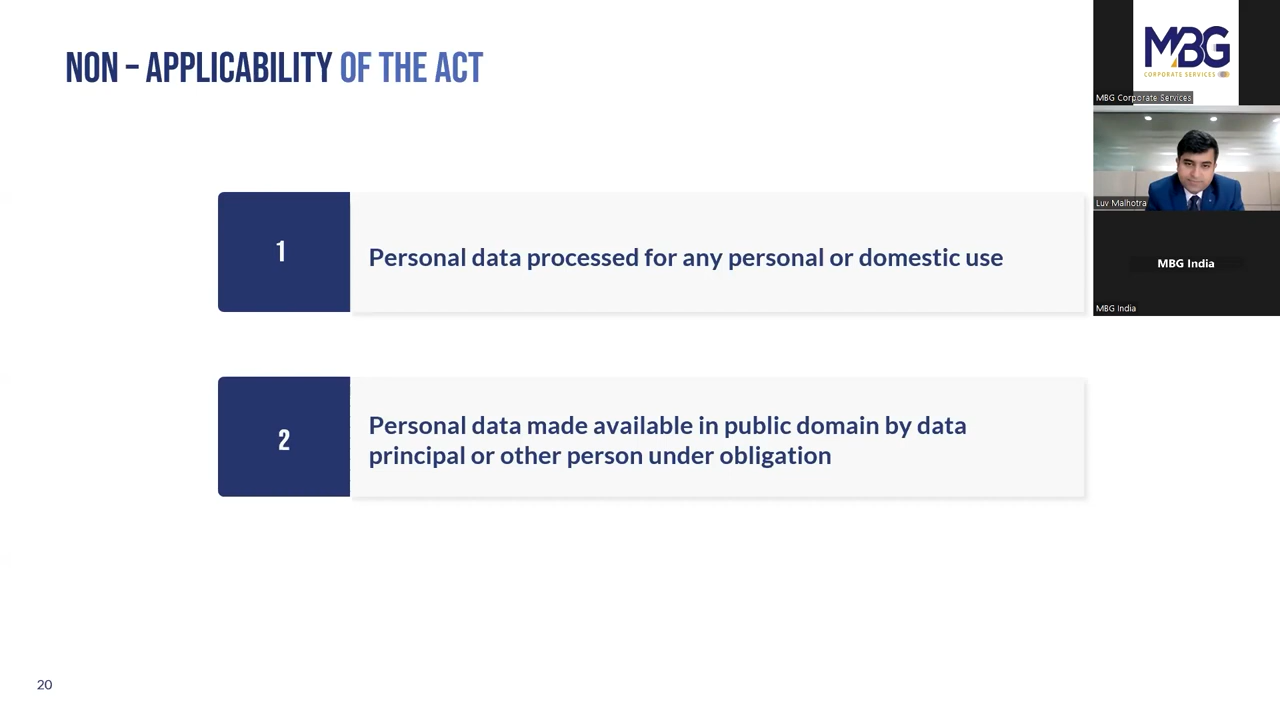 NON – APPLICABILITY OF THE ACT
1
Personal data processed for any personal or domestic use
2
Personal data made available in public domain by data
principal or other person under obligation
20
MBG
CORPORATE SERVICES
MBG Corporate Services
Luv Malhotra
MBG India
MBG India